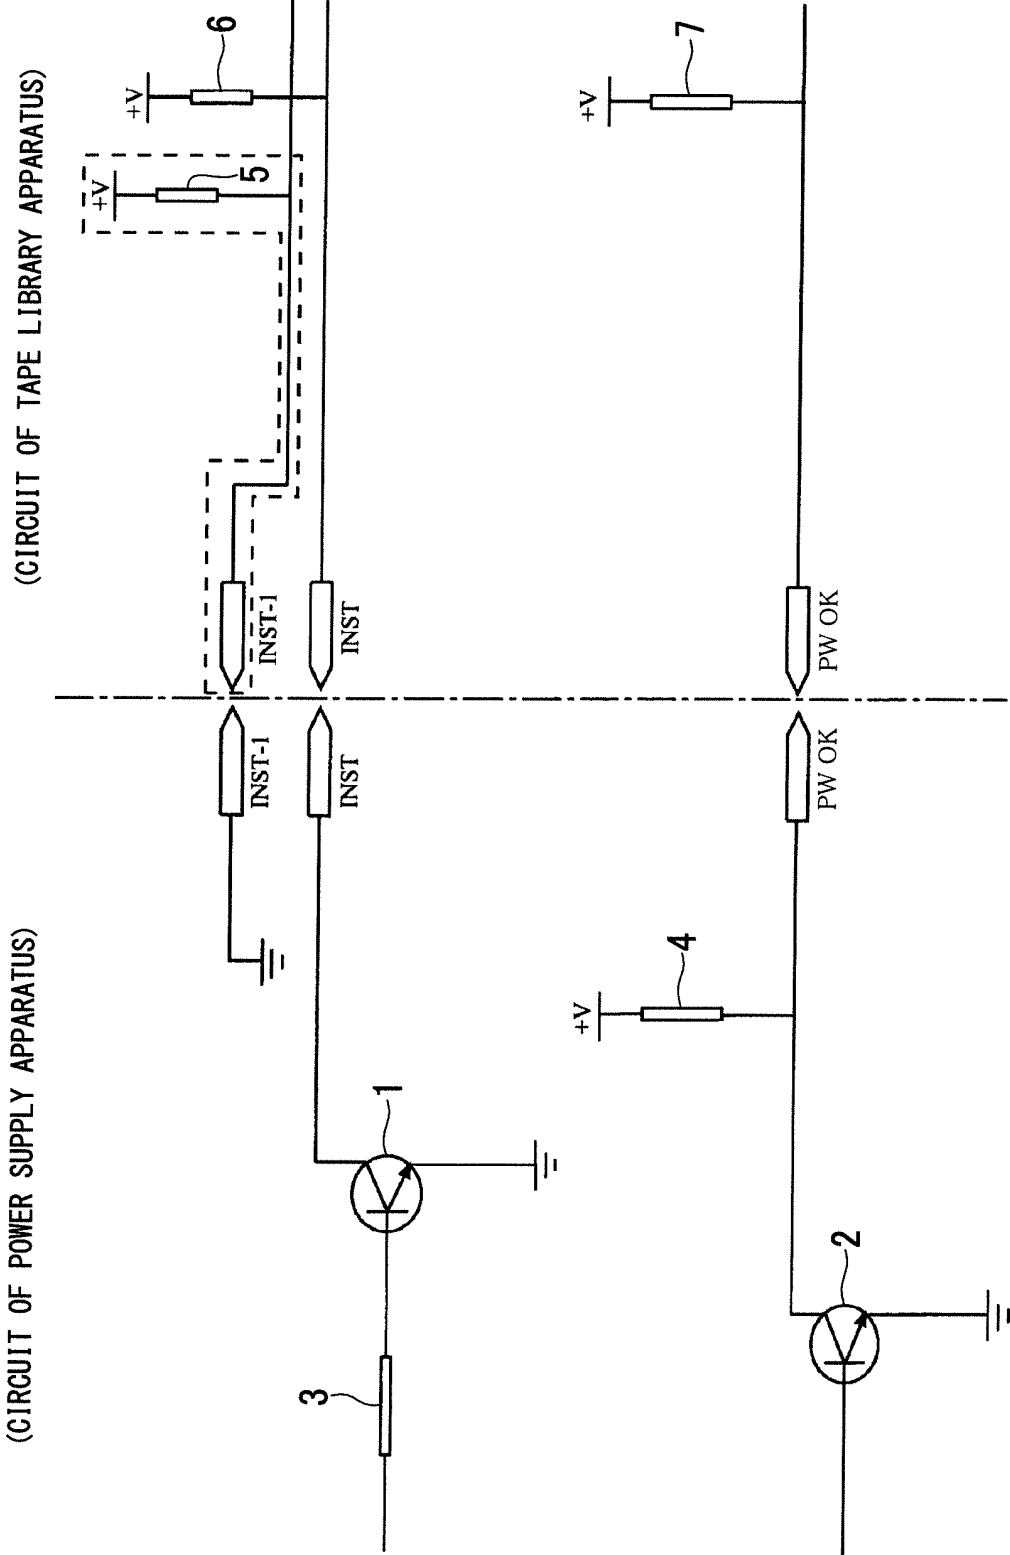 (CIRCUIT OF POWER SUPPLY APPARATUS)
(CIRCUIT OF TAPE LIBRARY APPARATUS)
+V
6
+V
5
INST-1
INST-1
INST
INST
1
3
+V
7
+V
4
PW OK
PW OK
2